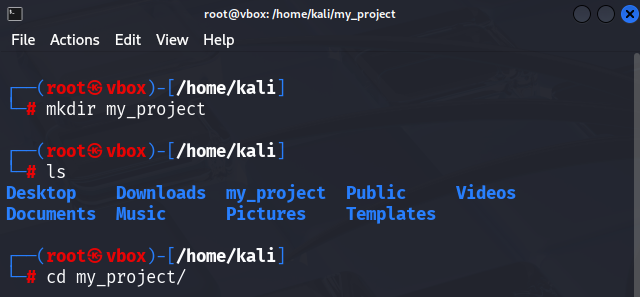 root@vbox: /home/kali/my_project
File Actions Edit View Help
┌──(root㉿vbox)-[/home/kali]
└─# mkdir my_project
┌──(root㉿vbox)-[/home/kali]
└─# ls
Desktop Downloads my_project Public Videos
Documents Music Pictures Templates
┌──(root㉿vbox)-[/home/kali]
└─# cd my_project/